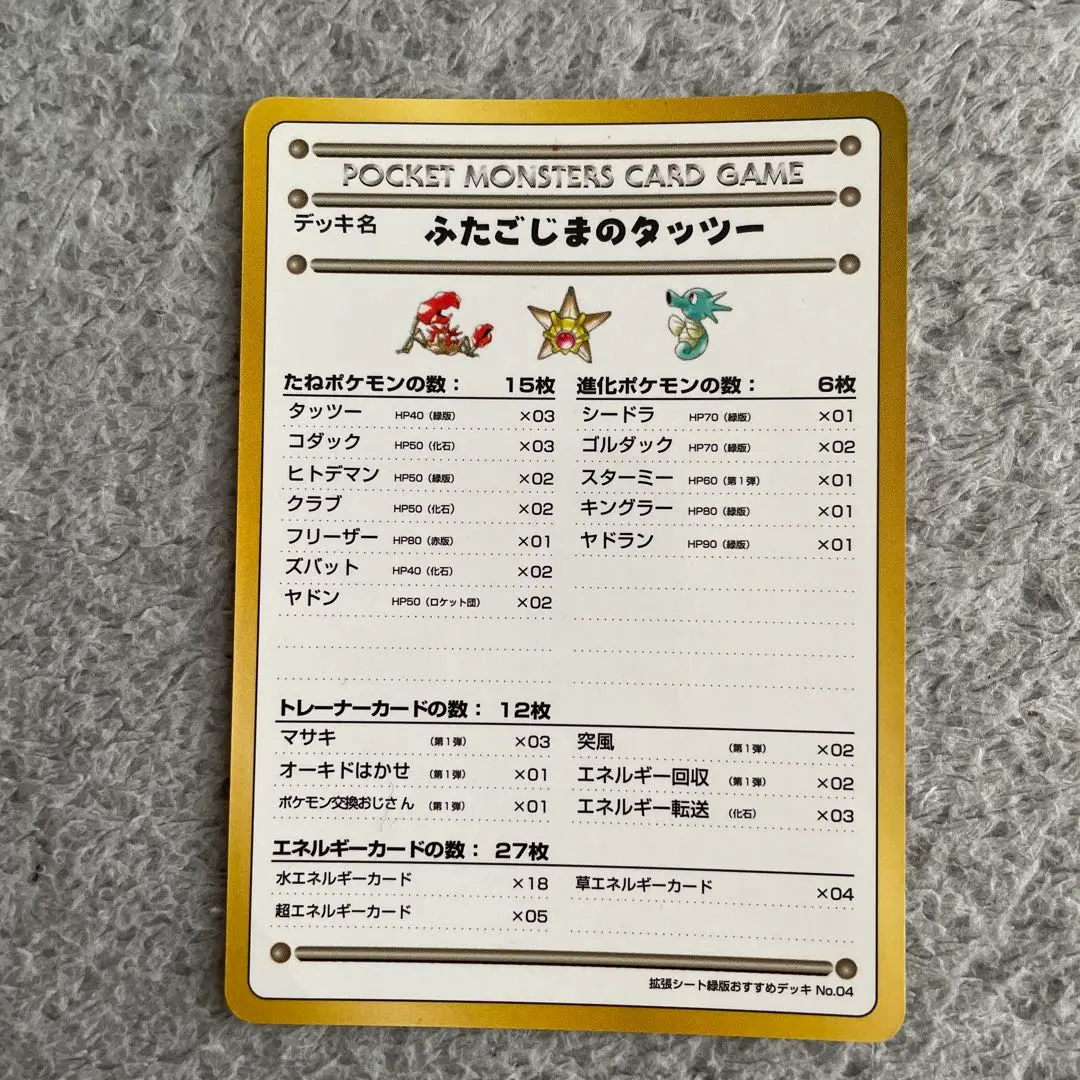 POCKET MONSTERS CARD GAME
デッキ名 ふたごじまのタッツー
たねポケモンの数： 15枚
タッツー HP40（緑版） ×03
コダック HP50（化石） ×03
ヒトデマン HP50（緑版） ×02
クラブ HP50（化石） ×02
フリーザー HP80（赤版） ×01
ズバット HP40（化石） ×02
ヤドン HP50（ロケット団） ×02
進化ポケモンの数： 6枚
シードラ HP70（緑版） ×01
ゴルダック HP70（緑版） ×02
スターミー HP60（第1弾） ×01
キングラー HP80（緑版） ×01
ヤドラン HP90（緑版） ×01
トレーナーカードの数： 12枚
マサキ （第1弾） ×03
オーキドはかせ （第1弾） ×01
ポケモン交換おじさん （第1弾） ×01
突風 （第1弾） ×02
エネルギー回収 （第1弾） ×02
エネルギー転送 （化石） ×03
エネルギーカードの数： 27枚
水エネルギーカード ×18
超エネルギーカード ×05
草エネルギーカード ×04
拡張シート緑版おすすめデッキ No.04